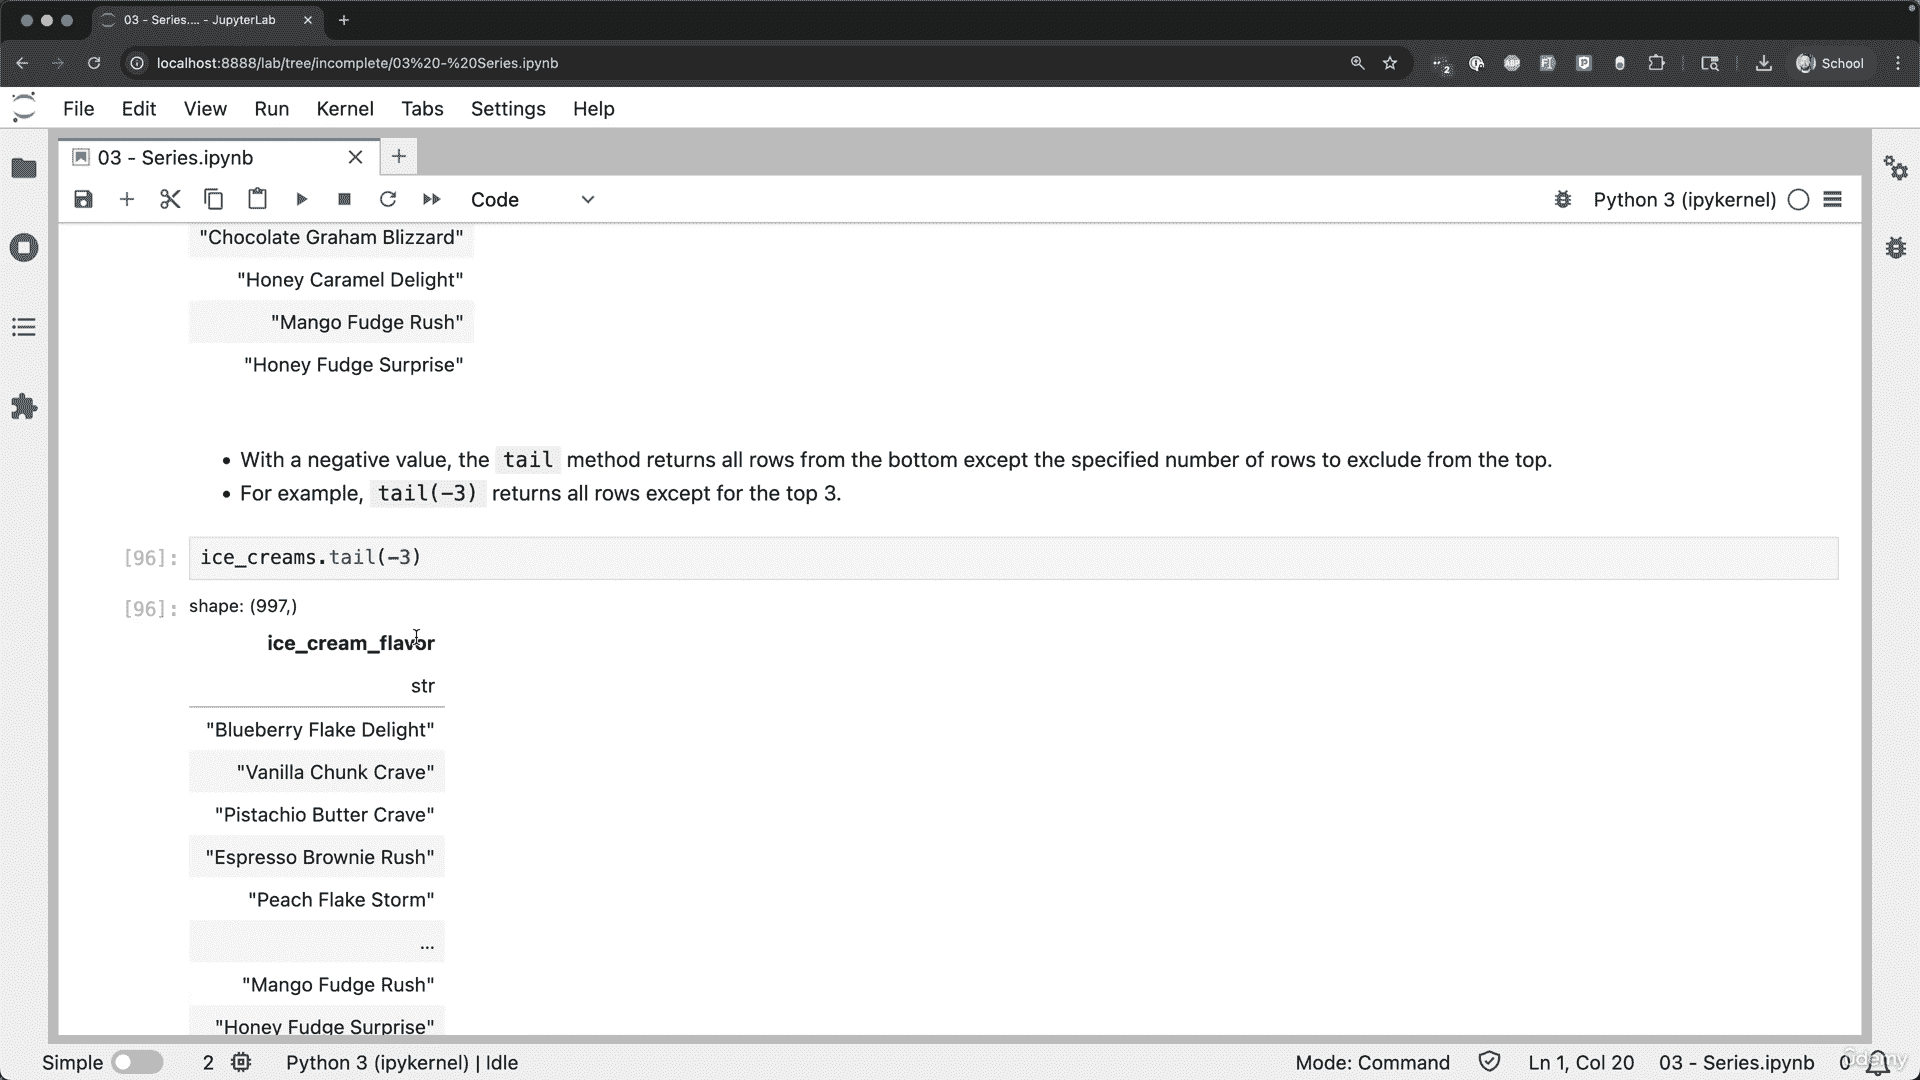 03 - Series.... - JupyterLab
localhost:8888/lab/tree/incomplete/03%20-%20Series.ipynb
2
ABP
School
File Edit View Run Kernel Tabs Settings Help
03 - Series.ipynb
Code
Python 3 (ipykernel)
"Chocolate Graham Blizzard"
"Honey Caramel Delight"
"Mango Fudge Rush"
"Honey Fudge Surprise"
• With a negative value, the tail method returns all rows from the bottom except the specified number of rows to exclude from the top.
• For example, tail(-3) returns all rows except for the top 3.
[96]: ice_creams.tail(-3)
[96]: shape: (997,)
ice_cream_flavor
str
"Blueberry Flake Delight"
"Vanilla Chunk Crave"
"Pistachio Butter Crave"
"Espresso Brownie Rush"
"Peach Flake Storm"
...
"Mango Fudge Rush"
"Honey Fudge Surprise"
Simple 2 Python 3 (ipykernel) | Idle Mode: Command Ln 1, Col 20 03 - Series.ipynb 0
udemy